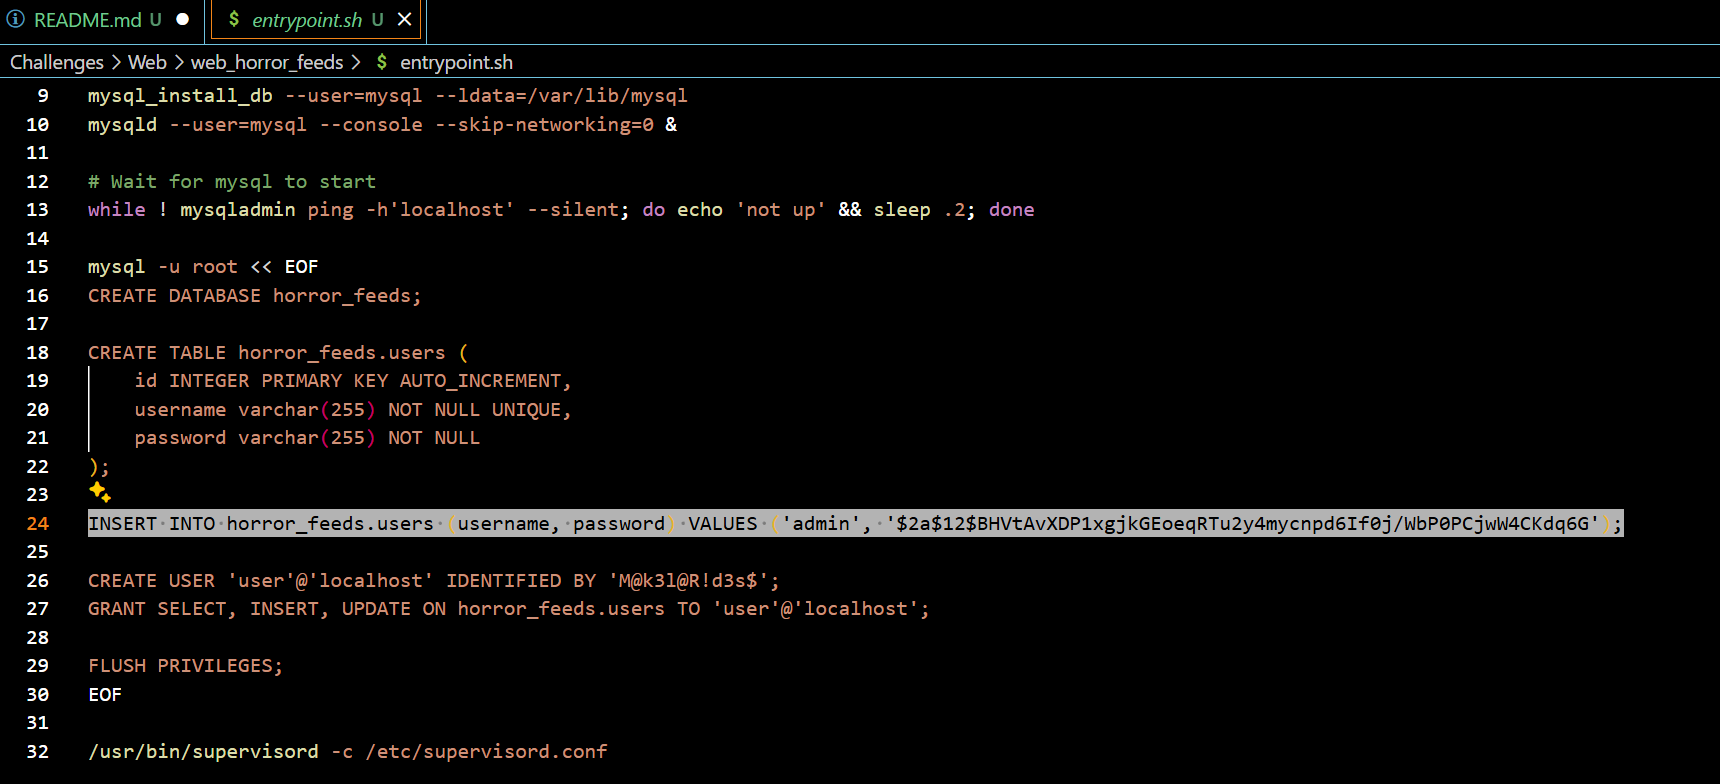 README.md U
$ entrypoint.sh U
Challenges > Web > web_horror_feeds > $ entrypoint.sh
9 mysql_install_db --user=mysql --ldata=/var/lib/mysql
10 mysqld --user=mysql --console --skip-networking=0 &
11
12 # Wait for mysql to start
13 while ! mysqladmin ping -h'localhost' --silent; do echo 'not up' && sleep .2; done
14
15 mysql -u root << EOF
16 CREATE DATABASE horror_feeds;
17
18 CREATE TABLE horror_feeds.users (
19 id INTEGER PRIMARY KEY AUTO_INCREMENT,
20 username varchar(255) NOT NULL UNIQUE,
21 password varchar(255) NOT NULL
22 );
23
24 INSERT INTO horror_feeds.users (username, password) VALUES ('admin', '$2a$12$BHVtAvXDP1xgjkGEoeqRTu2y4mycnpd6If0j/WbP0PCjwW4CKdq6G');
25
26 CREATE USER 'user'@'localhost' IDENTIFIED BY 'M@k3l@R!d3s$';
27 GRANT SELECT, INSERT, UPDATE ON horror_feeds.users TO 'user'@'localhost';
28
29 FLUSH PRIVILEGES;
30 EOF
31
32 /usr/bin/supervisord -c /etc/supervisord.conf